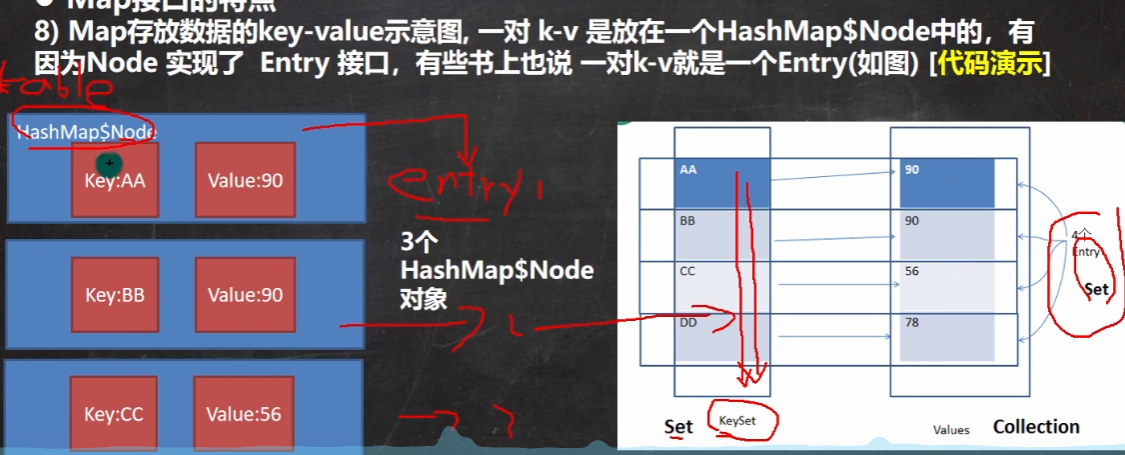 ● Map接口的特点
8) Map存放数据的key-value示意图, 一对 k-v 是放在一个HashMap$Node中的，有
因为Node 实现了 Entry 接口，有些书上也说 一对k-v就是一个Entry(如图) [代码演示]
table
HashMap$Node
Key:AA Value:90
entry1
3个
HashMap$Node
对象
Key:BB Value:90
Key:CC Value:56
AA 90
BB 90
CC 56
DD 78
4个
Entry
Set
Set KeySet
Values Collection